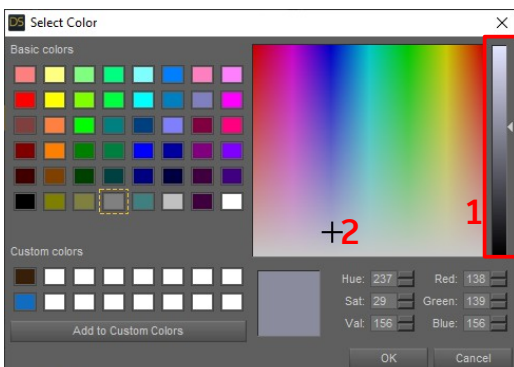 DS Select Color
Basic colors
1
2
Custom colors
Hue: 237 Red: 138
Sat: 29 Green: 139
Val: 156 Blue: 156
Add to Custom Colors
OK Cancel